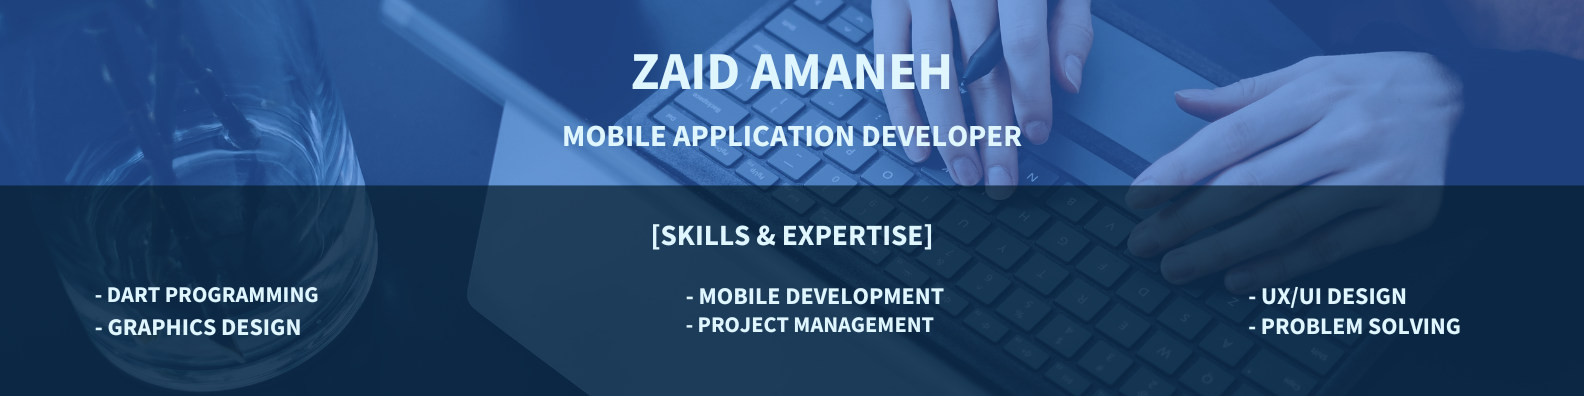 ZAID AMANEH
MOBILE APPLICATION DEVELOPER
[SKILLS & EXPERTISE]
- DART PROGRAMMING
- GRAPHICS DESIGN
- MOBILE DEVELOPMENT
- PROJECT MANAGEMENT
- UX/UI DESIGN
- PROBLEM SOLVING